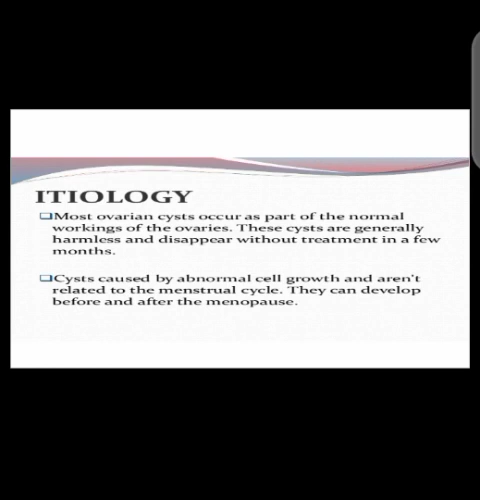 ITIOLOGY
❑Most ovarian cysts occur as part of the normal
workings of the ovaries. These cysts are generally
harmless and disappear without treatment in a few
months.
❑Cysts caused by abnormal cell growth and aren't
related to the menstrual cycle. They can develop
before and after the menopause.